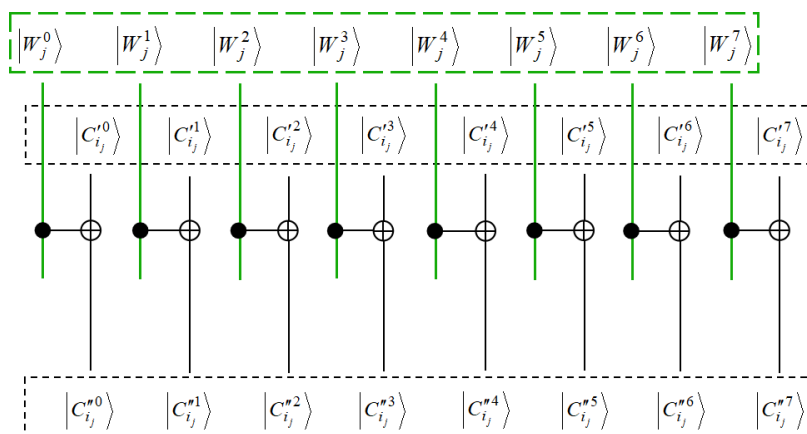 |W_j^0⟩ |W_j^1⟩ |W_j^2⟩ |W_j^3⟩ |W_j^4⟩ |W_j^5⟩ |W_j^6⟩ |W_j^7⟩
|C'^0_{i_j}⟩ |C'^1_{i_j}⟩ |C'^2_{i_j}⟩ |C'^3_{i_j}⟩ |C'^4_{i_j}⟩ |C'^5_{i_j}⟩ |C'^6_{i_j}⟩ |C'^7_{i_j}⟩
|C''^0_{i_j}⟩ |C''^1_{i_j}⟩ |C''^2_{i_j}⟩ |C''^3_{i_j}⟩ |C''^4_{i_j}⟩ |C''^5_{i_j}⟩ |C''^6_{i_j}⟩ |C''^7_{i_j}⟩